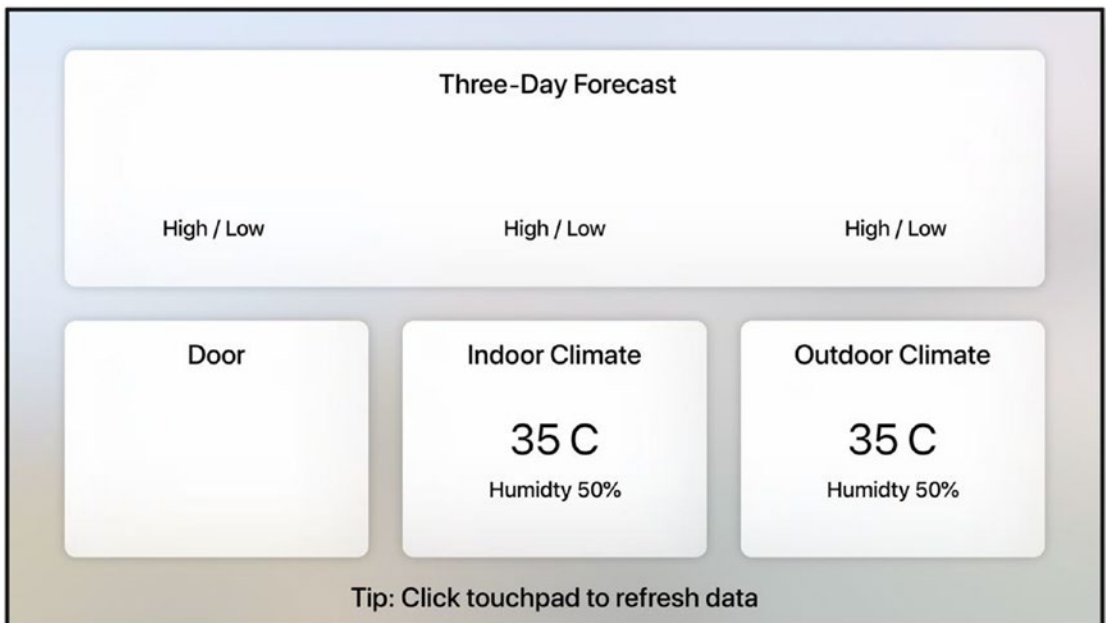 Three-Day Forecast
High / Low High / Low High / Low
Door Indoor Climate Outdoor Climate
35 C 35 C
Humidty 50% Humidty 50%
Tip: Click touchpad to refresh data